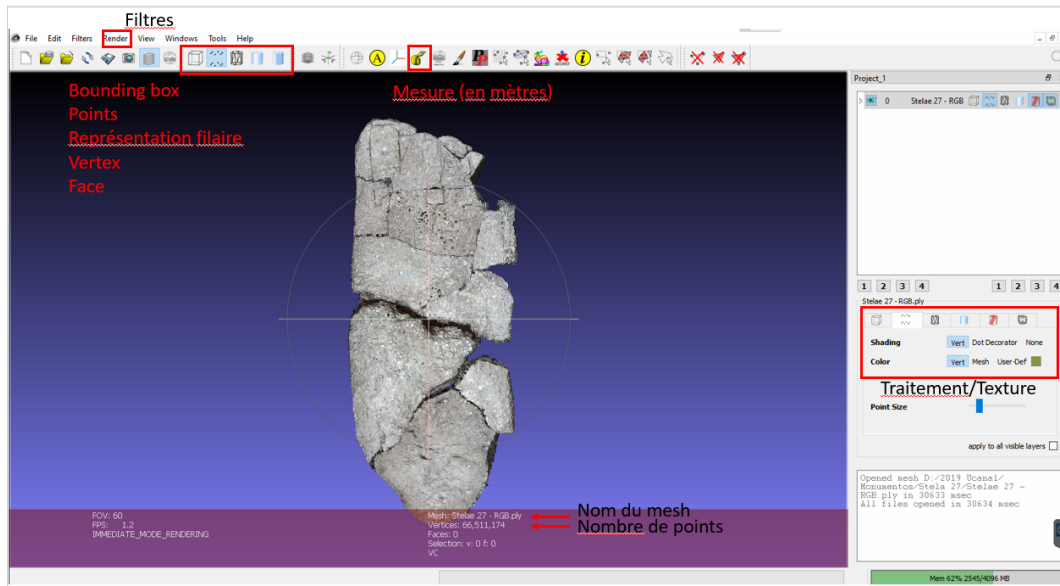 Filtres
File Edit Filters Render View Windows Tools Help
Bounding box
Points
Représentation filaire
Vertex
Face
Mesure (en mètres)
Project_1
0 Stelae 27 - RGB
1 2 3 4 1 2 3 4
Stelae 27 - RGB.ply
Shading Vert Dot Decorator None
Color Vert Mesh User-Def
Traitement/Texture
Point Size
apply to all visible layers
Opened mesh D:/2019 Ucanal/
Monumentos/Stela 27/Stelae 27 -
RGB.ply in 30633 msec
All files opened in 30634 msec
FOV: 60
FPS: 1.2
IMMEDIATE_MODE_RENDERING
Mesh: Stelae 27 - RGB.ply
Vertices: 66,511,174
Faces: 0
Selection: v: 0 f: 0
VC
Nom du mesh
Nombre de points
Mem 62% 2545/4096 MB